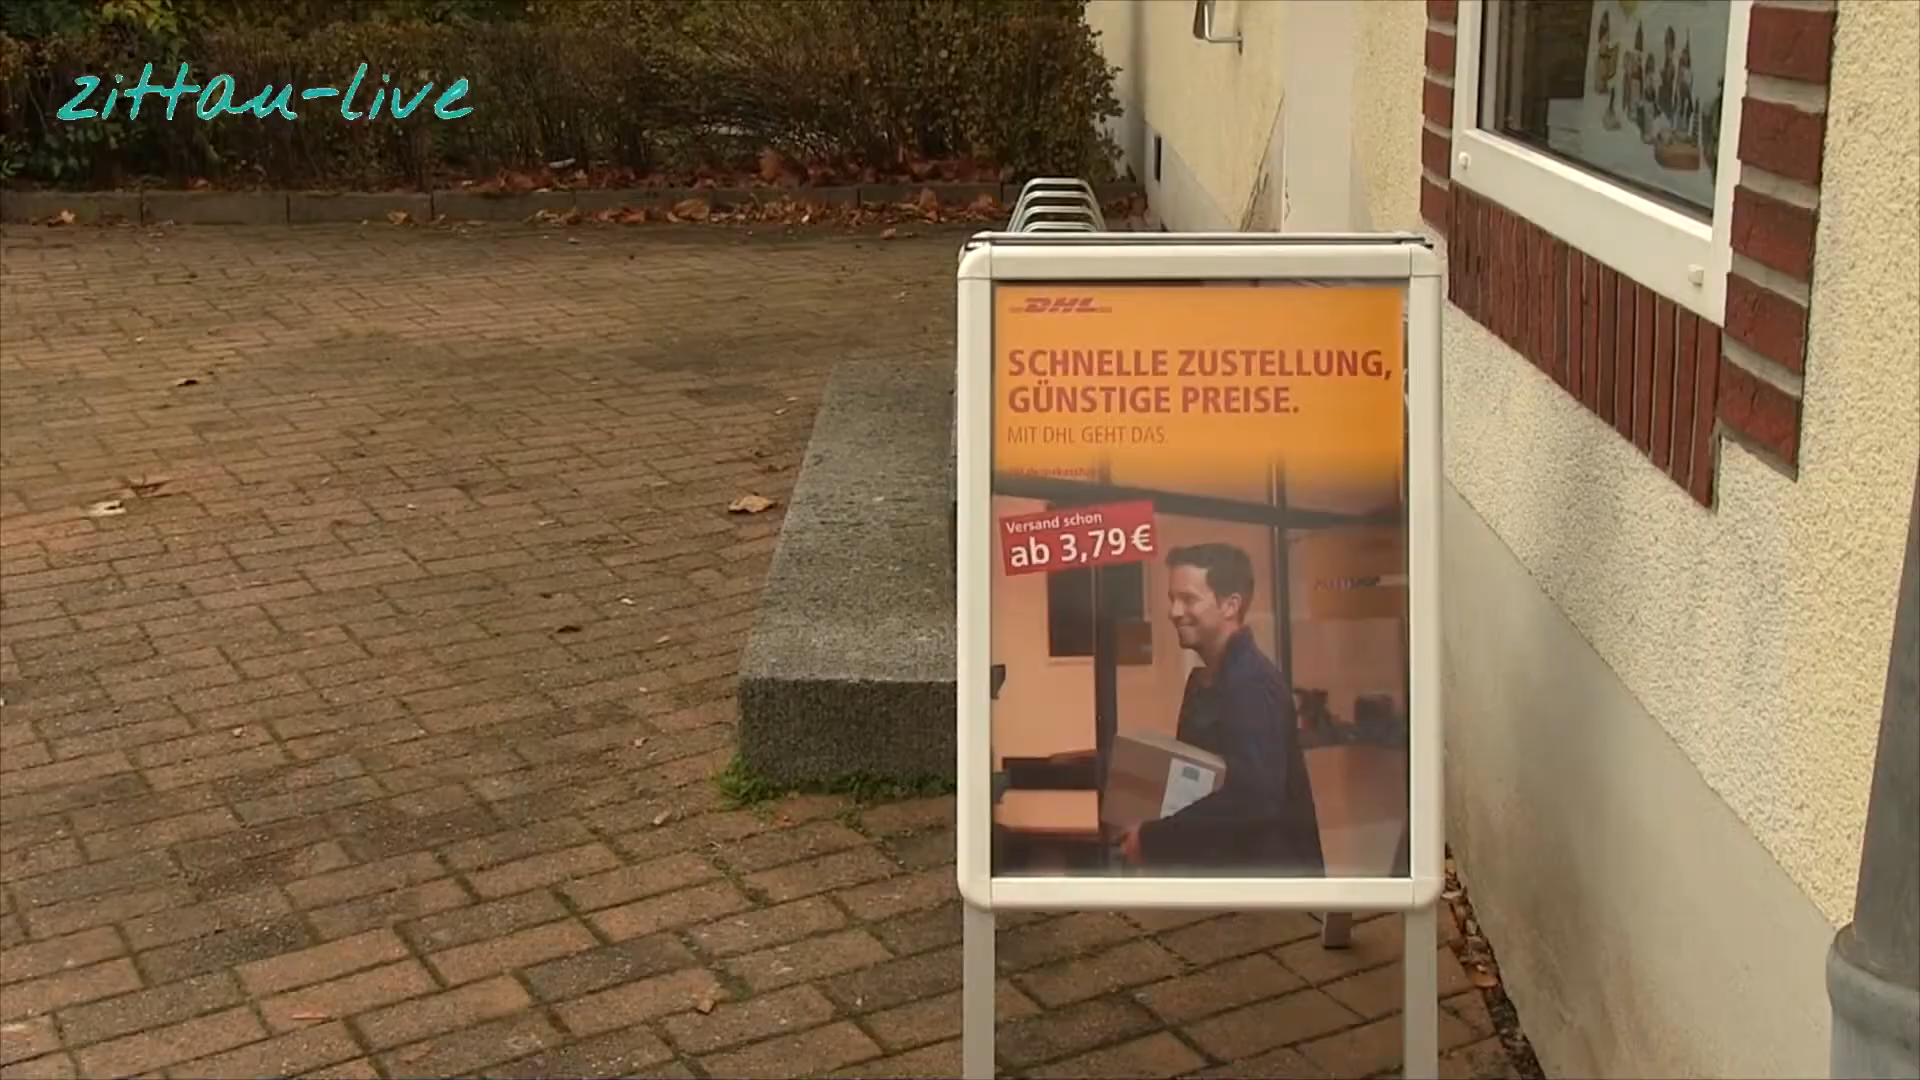 zittau-live
DHL
SCHNELLE ZUSTELLUNG,
GÜNSTIGE PREISE.
MIT DHL GEHT DAS.
Versand schon
ab 3,79 €